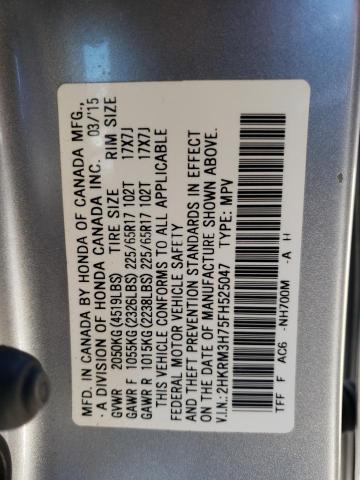 MFD. IN CANADA BY HONDA OF CANADA MFG.,
- A DIVISION OF HONDA CANADA INC. 03/'15
GVWR 2050KG(4519LBS) TIRE SIZE RIM SIZE
GAWR F 1055KG(2326LBS) 225/65R17 102T 17X7J
GAWR R 1015KG(2238LBS) 225/65R17 102T 17X7J
THIS VEHICLE CONFORMS TO ALL APPLICABLE
FEDERAL MOTOR VEHICLE SAFETY
AND THEFT PREVENTION STANDARDS IN EFFECT
ON THE DATE OF MANUFACTURE SHOWN ABOVE.
V.I.N.: 2HKRM3H75FH525047 TYPE: MPV
TFF F AC6 -NH700M -A H